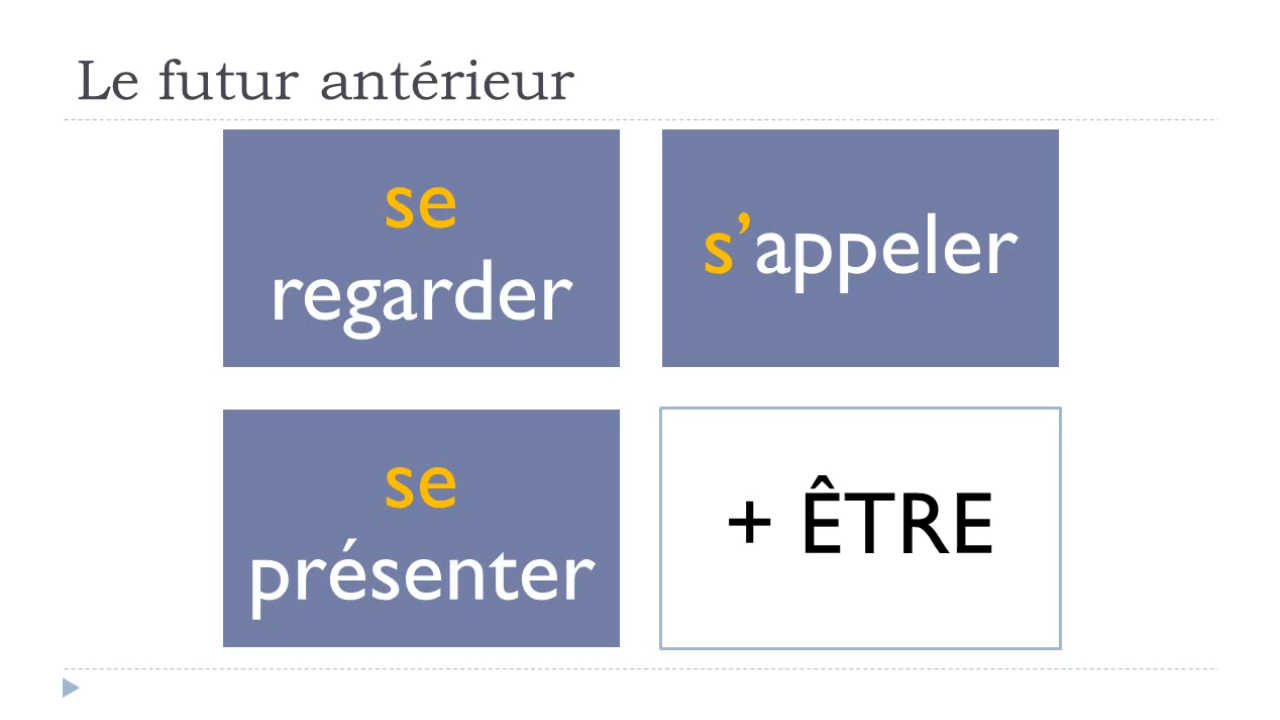 Le futur antérieur
se
regarder
s’appeler
se
présenter
+ ÊTRE